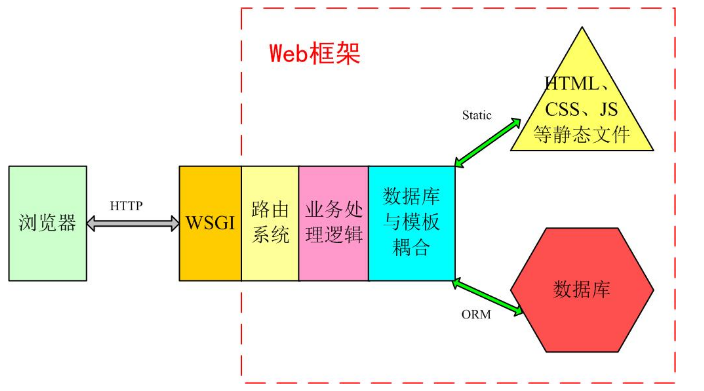 Web框架
HTML、
CSS、JS
等静态文件
Static
浏览器
HTTP
WSGI
路由
系统
业务处
理逻辑
数据库
与模板
耦合
数据库
ORM